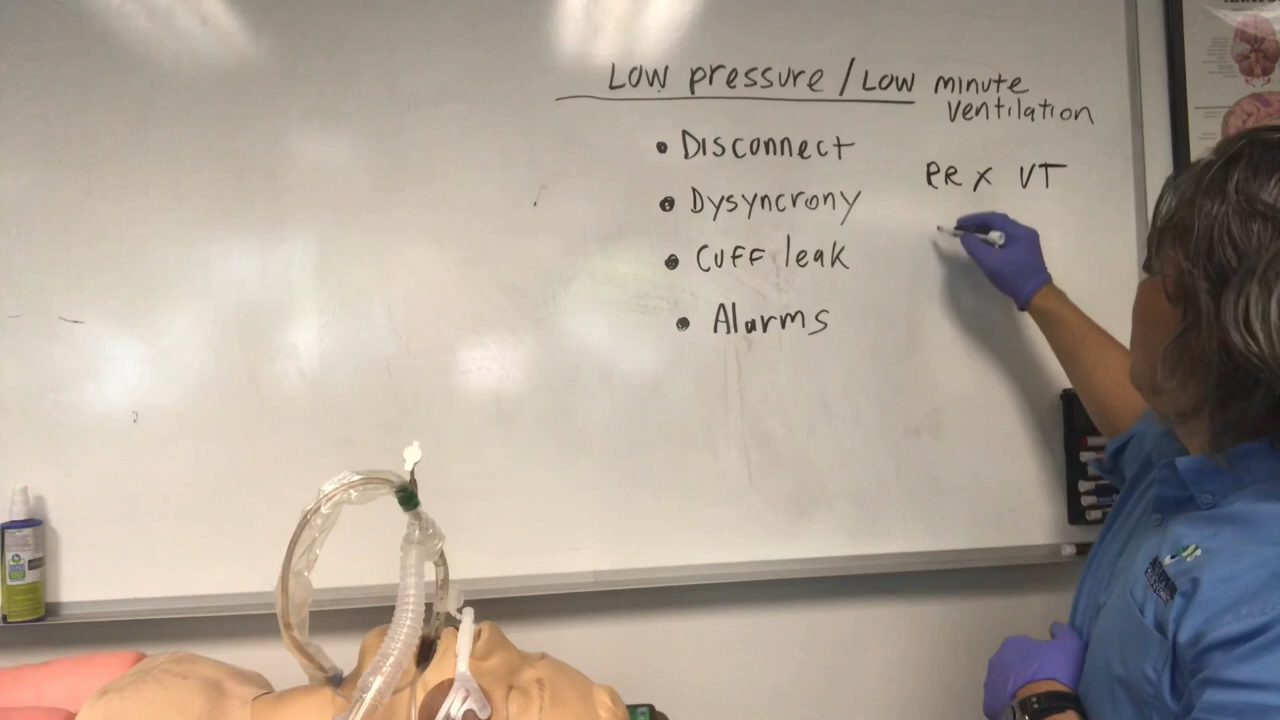 Low pressure / Low minute
ventilation
• Disconnect
RR x VT
• Dysyncrony
• Cuff leak
• Alarms